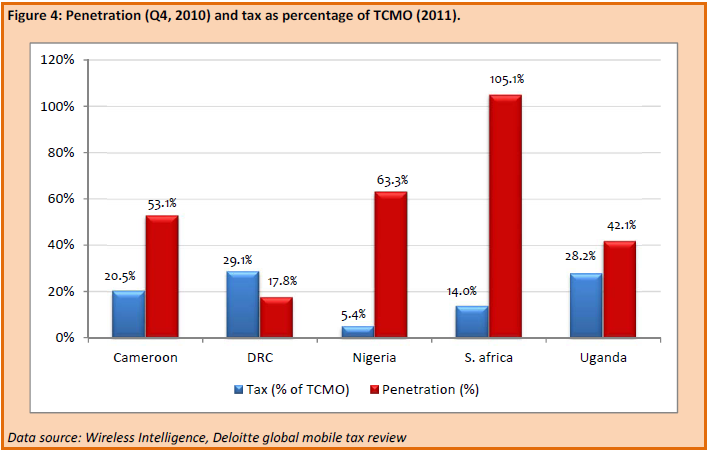 Figure 4: Penetration (Q4, 2010) and tax as percentage of TCMO (2011).
120%
100%
80%
60%
40%
20%
0%
20.5%
53.1%
29.1%
17.8%
5.4%
63.3%
14.0%
105.1%
28.2%
42.1%
Cameroon
DRC
Nigeria
S. africa
Uganda
Tax (% of TCMO)
Penetration (%)
Data source: Wireless Intelligence, Deloitte global mobile tax review